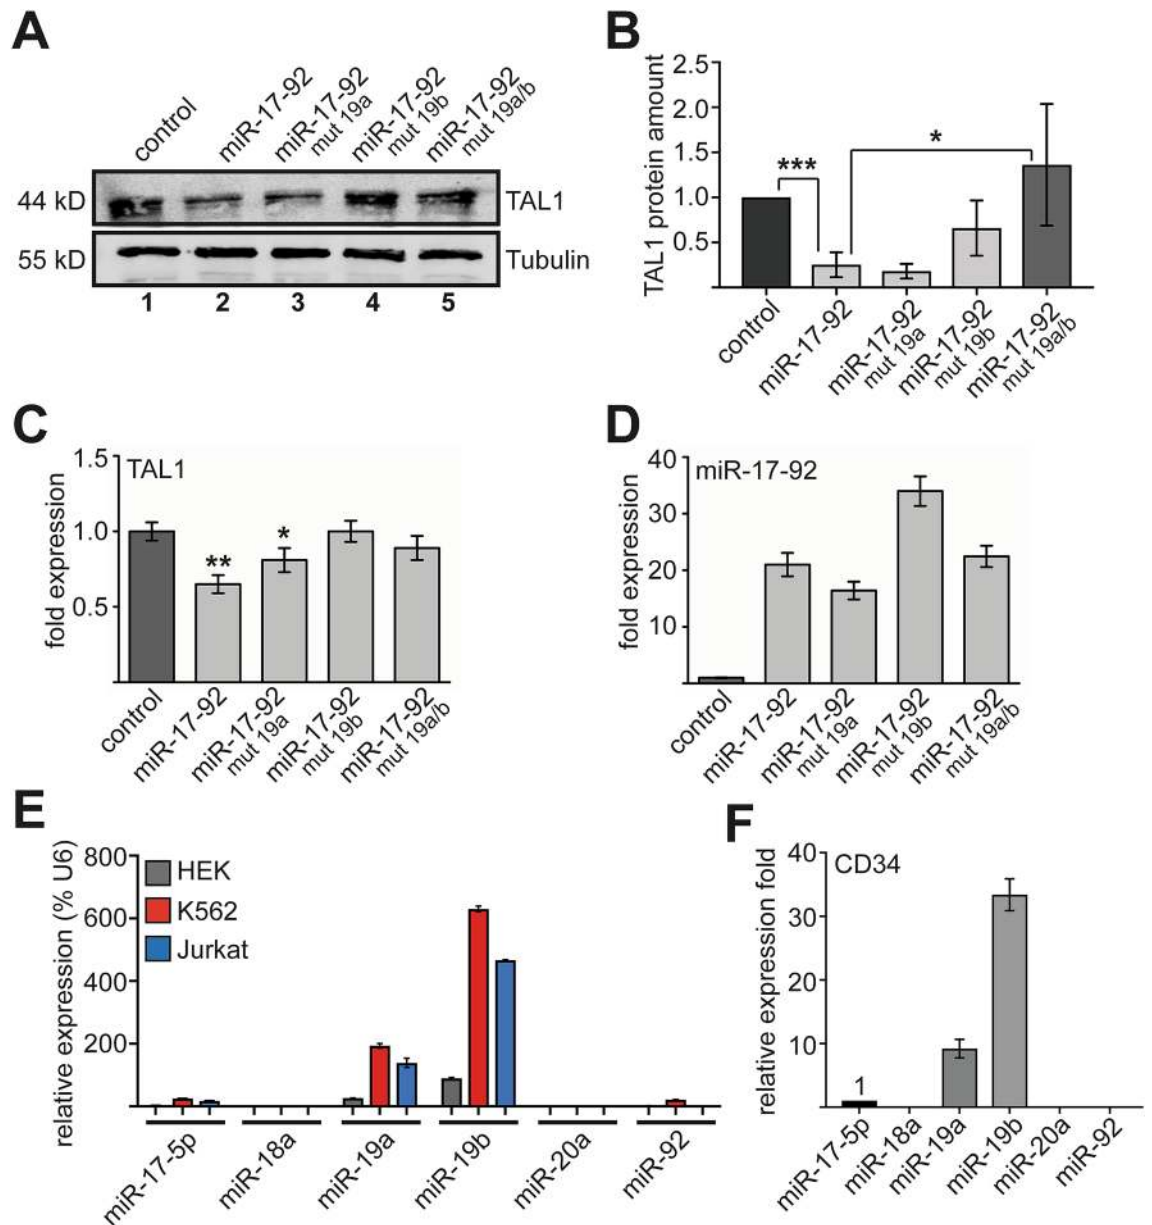 A
control
miR-17-92
miR-17-92
mut 19a
miR-17-92
mut 19b
miR-17-92
mut 19a/b
44 kD
TAL1
55 kD
Tubulin
1 2 3 4 5
B
TAL1 protein amount
2.5
2.0
1.5
1.0
0.5
***
*
control
miR-17-92
miR-17-92
mut 19a
miR-17-92
mut 19b
miR-17-92
mut 19a/b
C
fold expression
TAL1
1.5
1.0
0.5
**
*
control
miR-17-92
miR-17-92
mut 19a
miR-17-92
mut 19b
miR-17-92
mut 19a/b
D
fold expression
miR-17-92
40
30
20
10
control
miR-17-92
miR-17-92
mut 19a
miR-17-92
mut 19b
miR-17-92
mut 19a/b
E
relative expression (% U6)
800
600
400
200
HEK
K562
Jurkat
miR-17-5p
miR-18a
miR-19a
miR-19b
miR-20a
miR-92
F
relative expression fold
CD34
40
30
20
10
1
miR-17-5p
miR-18a
miR-19a
miR-19b
miR-20a
miR-92